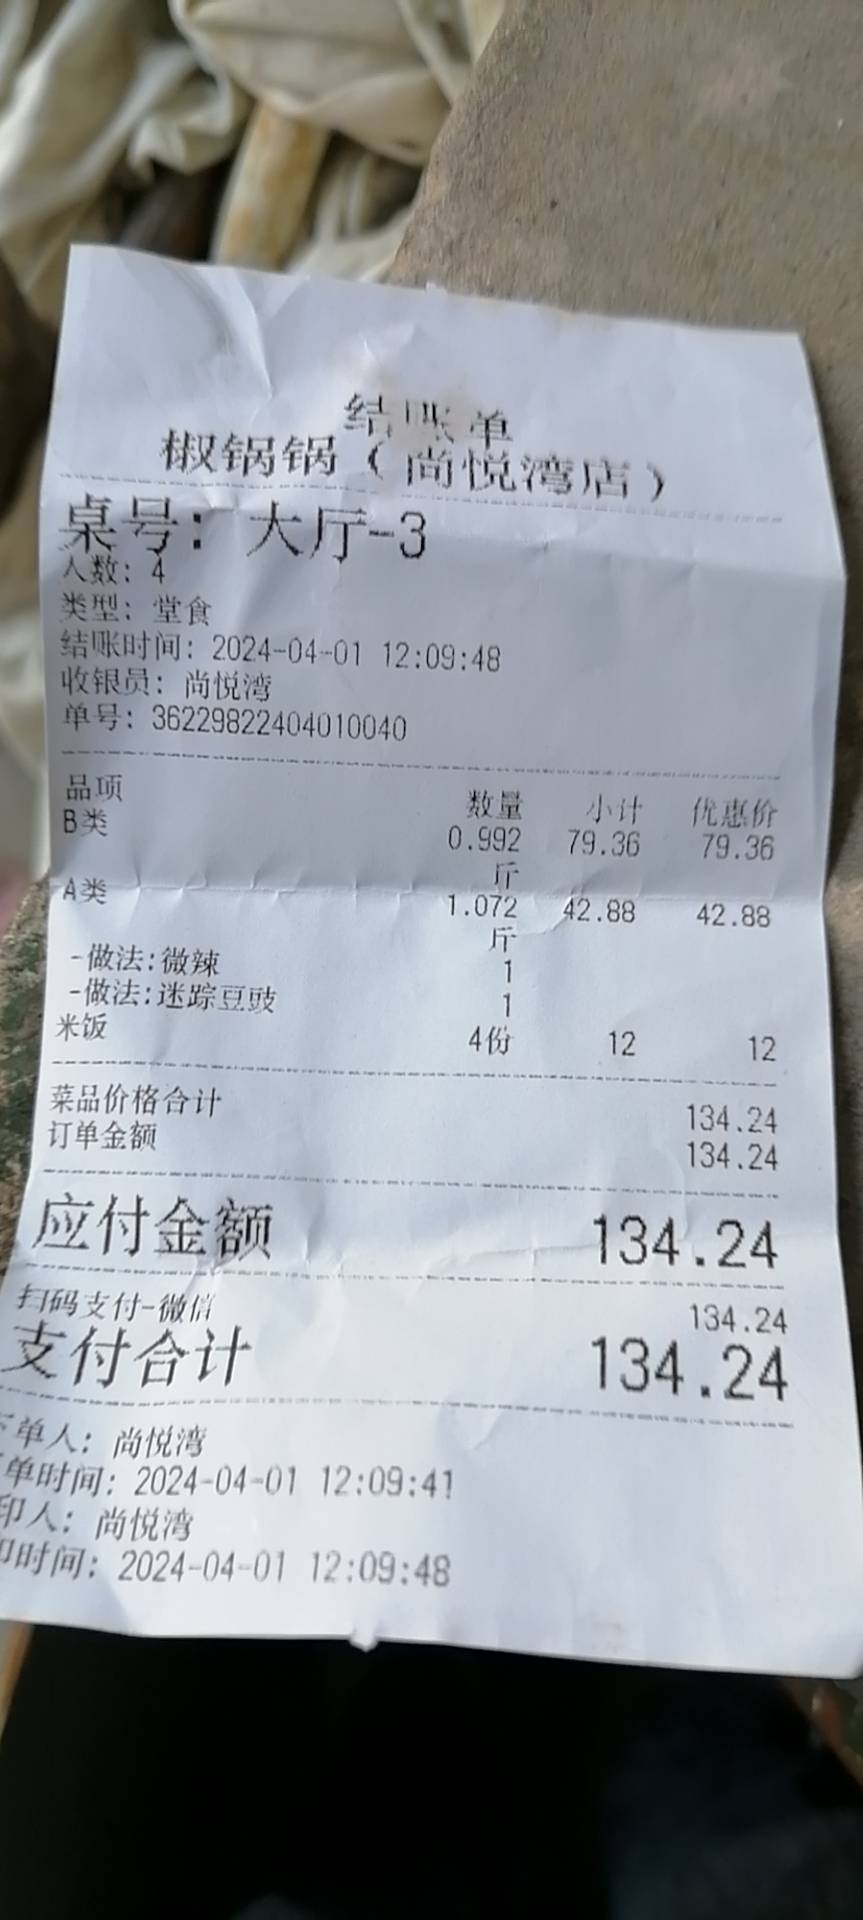 结账单
椒锅锅（尚悦湾店）
桌号: 大厅-3
人数: 4
类型: 堂食
结账时间: 2024-04-01 12:09:48
收银员: 尚悦湾
单号: 36229822404010040
品项 数量 小计 优惠价
B类 0.992 79.36 79.36
斤
A类 1.072 42.88 42.88
斤
-做法:微辣 1
-做法:迷踪豆豉 1
米饭 4份 12 12
菜品价格合计 134.24
订单金额 134.24
应付金额 134.24
扫码支付-微信 134.24
支付合计 134.24
下单人: 尚悦湾
单时间: 2024-04-01 12:09:41
印人: 尚悦湾
印时间: 2024-04-01 12:09:48